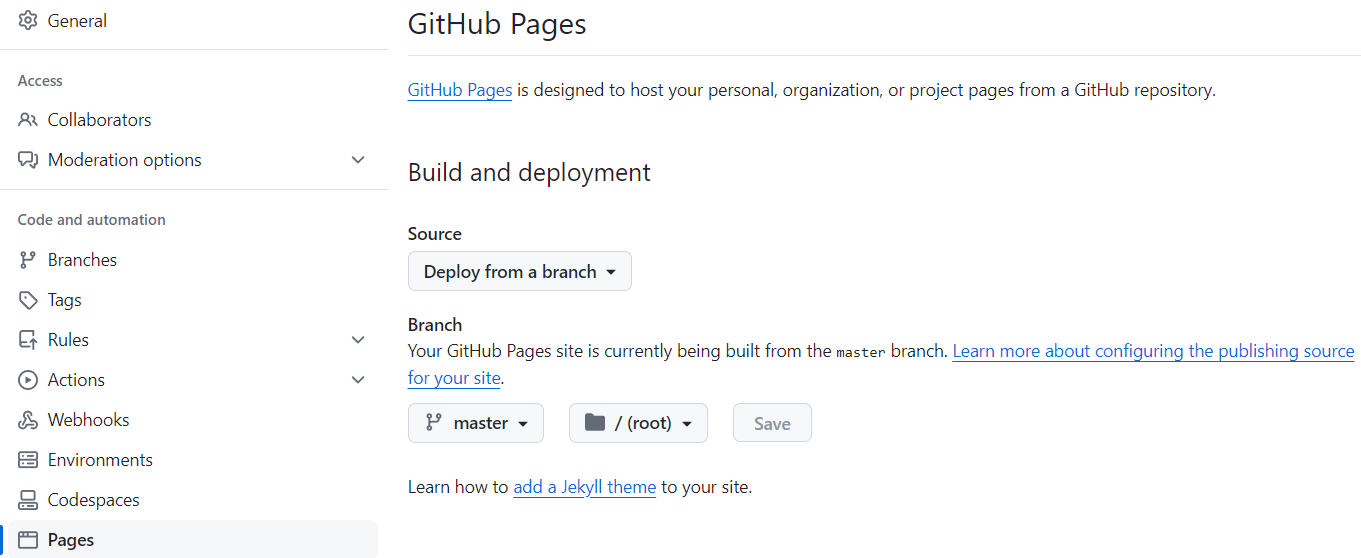 General
Access
Collaborators
Moderation options
Code and automation
Branches
Tags
Rules
Actions
Webhooks
Environments
Codespaces
Pages
GitHub Pages
GitHub Pages is designed to host your personal, organization, or project pages from a GitHub repository.
Build and deployment
Source
Deploy from a branch
Branch
Your GitHub Pages site is currently being built from the master branch. Learn more about configuring the publishing source
for your site.
master / (root) Save
Learn how to add a Jekyll theme to your site.